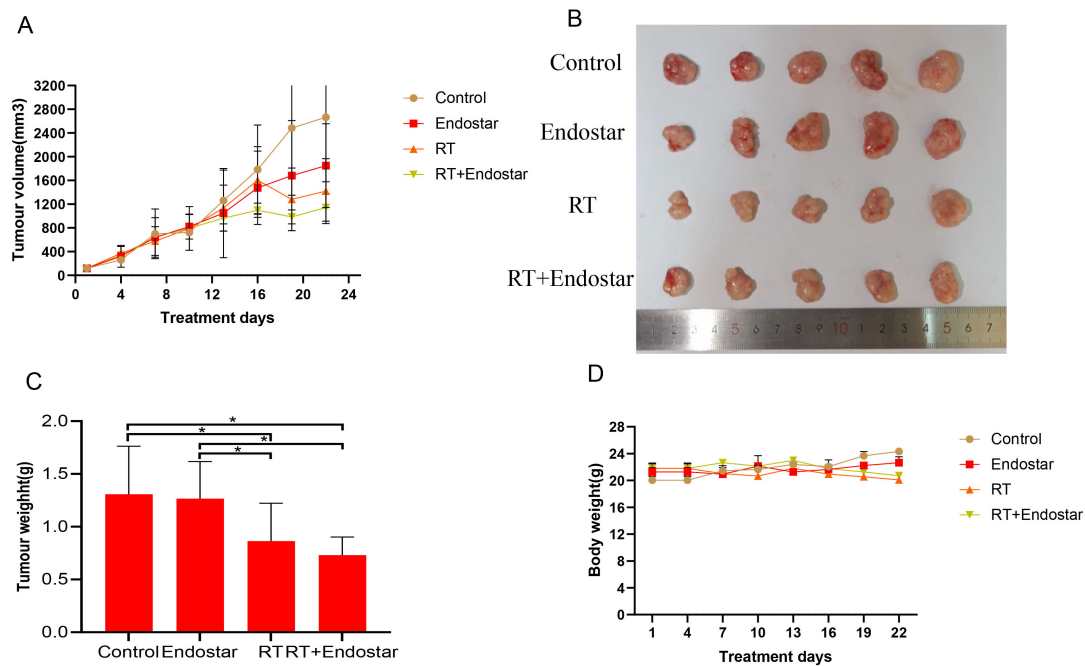 A
Tumour volume(mm3)
3200
2800
2400
2000
1600
1200
800
400
0
0 4 8 12 16 20 24
Treatment days
Control
Endostar
RT
RT+Endostar
B
Control
Endostar
RT
RT+Endostar
1 2 3 4 5 6 7 8 9 10 1 2 3 4 5 6 7
C
Tumour weighht(g)
2.0
1.5
1.0
0.5
0.0
* * * *
Control Endostar RT RT+Endostar
D
Body weight(g)
28
24
20
16
12
8
4
0
1 4 7 10 13 16 19 22
Treatment days
Control
Endostar
RT
RT+Endostar